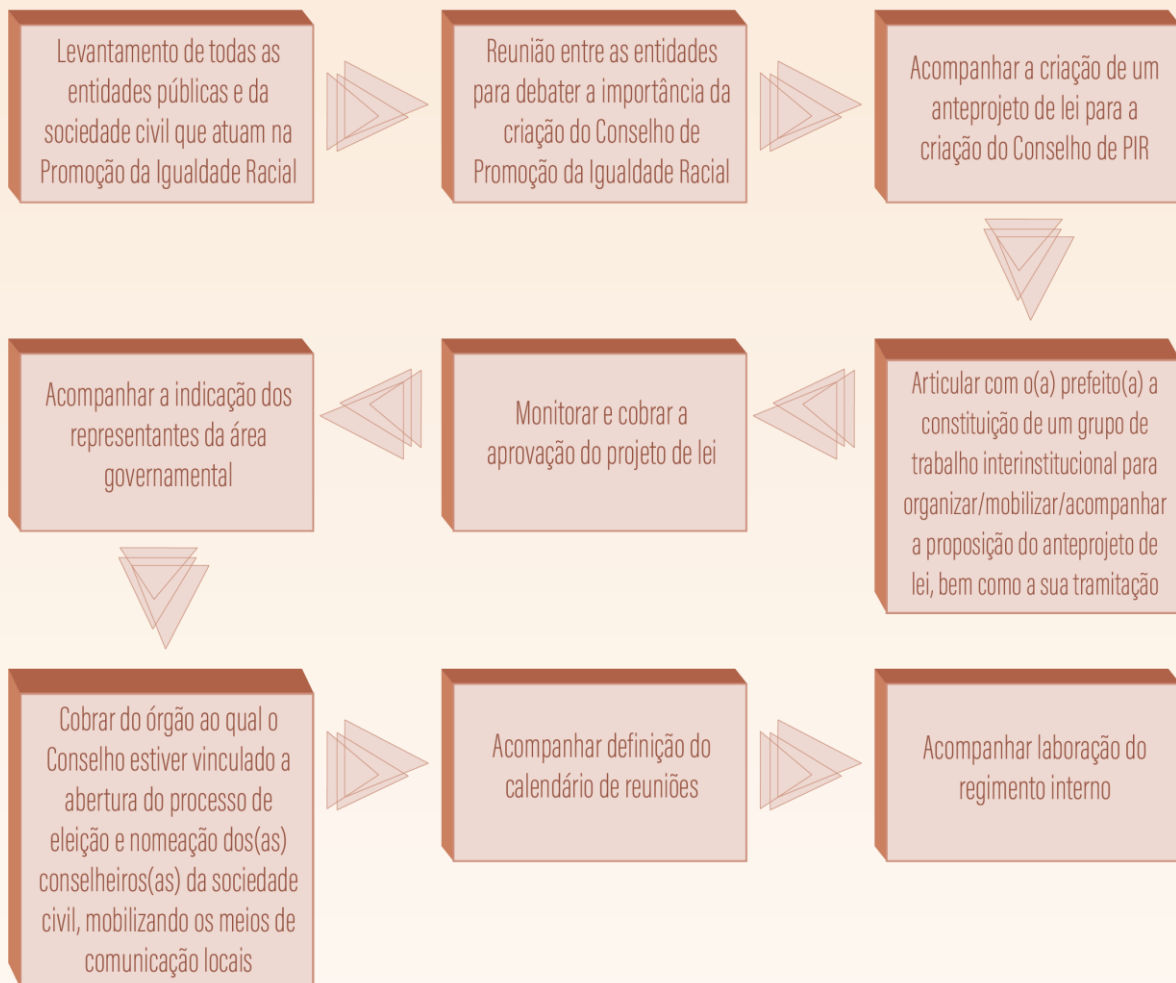 Levantamento de todas as
entidades públicas e da
sociedade civil que atuam na
Promoção da Igualdade Racial
Reunião entre as entidades
para debater a importância da
criação do Conselho de
Promoção da Igualdade Racial
Acompanhar a criação de um
anteprojeto de lei para a
criação do Conselho de PIR
Articular com o(a) prefeito(a) a
constituição de um grupo de
trabalho interinstitucional para
organizar/mobilizar/acompanhar
a proposição do anteprojeto de
lei, bem como a sua tramitação
Monitorar e cobrar a
aprovação do projeto de lei
Acompanhar a indicação dos
representantes da área
governamental
Cobrar do órgão ao qual o
Conselho estiver vinculado a
abertura do processo de
eleição e nomeação dos(as)
conselheiros(as) da sociedade
civil, mobilizando os meios de
comunicação locais
Acompanhar definição do
calendário de reuniões
Acompanhar laboração do
regimento interno